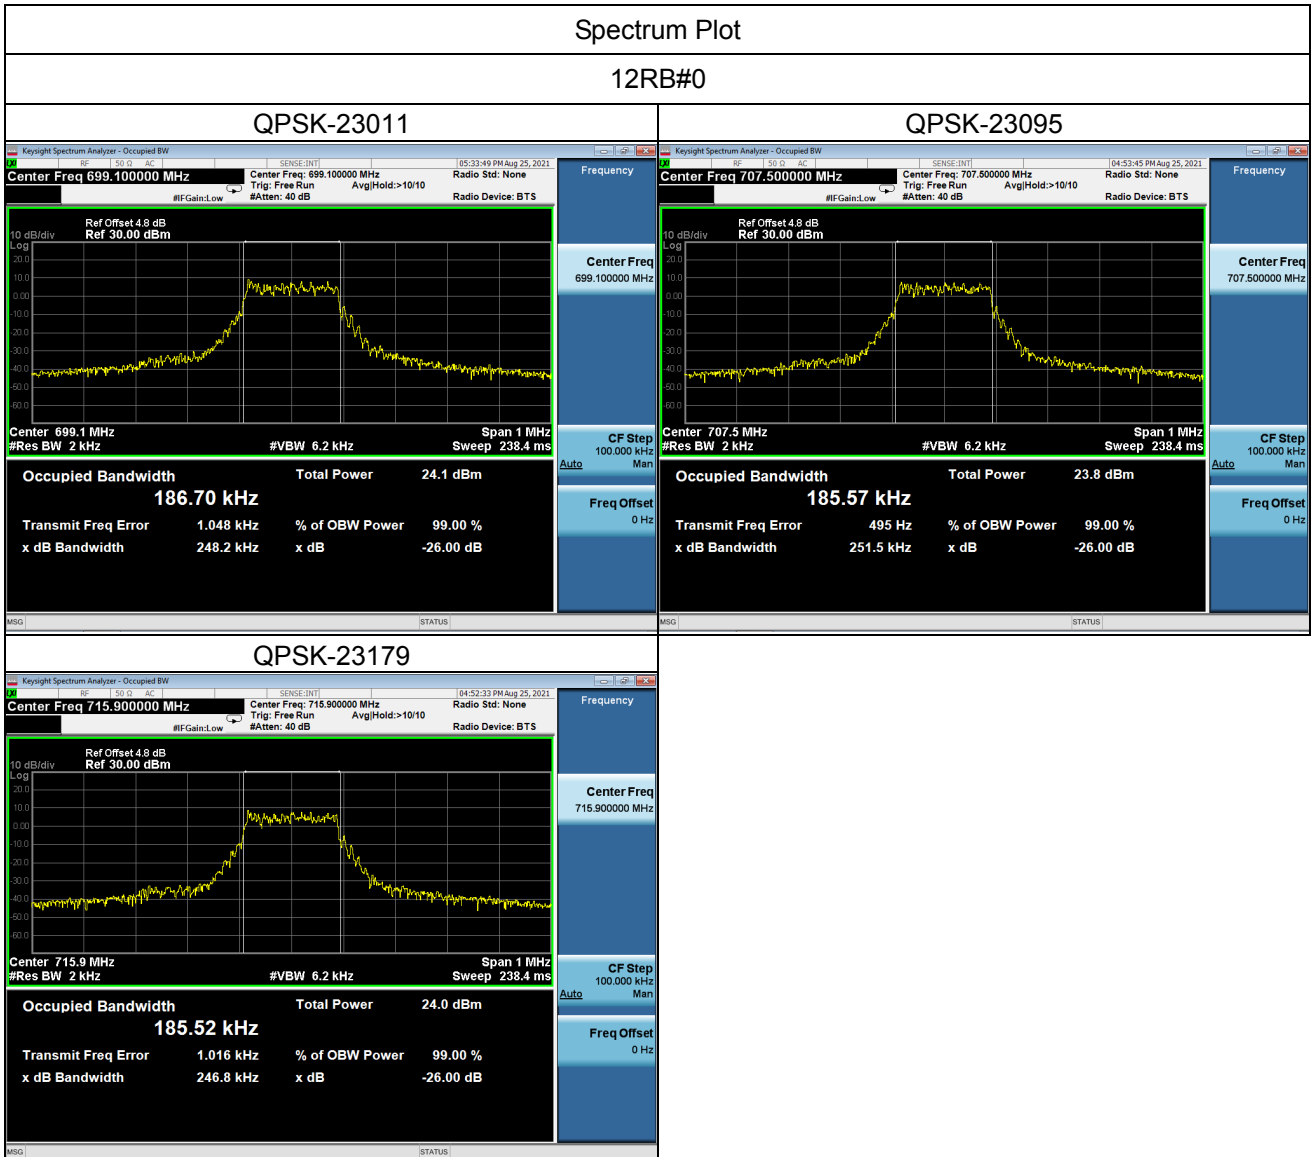 Spectrum Plot
12RB#0
QPSK-23011
Keysight Spectrum Analyzer - Occupied BW
LXI RF 50 Ω AC SENSE:INT 05:33:49 PM Aug 25, 2021
Center Freq 699.100000 MHz
Center Freq: 699.100000 MHz
Radio Std: None
Trig: Free Run Avg|Hold:>10/10
#IFGain:Low #Atten: 40 dB Radio Device: BTS
Frequency
Ref Offset 4.8 dB
10 dB/div Ref 30.00 dBm
Log
20.0
10.0
0.00
-10.0
-20.0
-30.0
-40.0
-50.0
-60.0
Center 699.1 MHz Span 1 MHz
#Res BW 2 kHz #VBW 6.2 kHz Sweep 238.4 ms
Occupied Bandwidth Total Power 24.1 dBm
186.70 kHz
Transmit Freq Error 1.048 kHz % of OBW Power 99.00 %
x dB Bandwidth 248.2 kHz x dB -26.00 dB
Center Freq
699.100000 MHz
CF Step
100.000 kHz
Auto Man
Freq Offset
0 Hz
MSG STATUS
QPSK-23095
Keysight Spectrum Analyzer - Occupied BW
LXI RF 50 Ω AC SENSE:INT 04:53:45 PM Aug 25, 2021
Center Freq 707.500000 MHz
Center Freq: 707.500000 MHz
Radio Std: None
Trig: Free Run Avg|Hold:>10/10
#IFGain:Low #Atten: 40 dB Radio Device: BTS
Frequency
Ref Offset 4.8 dB
10 dB/div Ref 30.00 dBm
Log
20.0
10.0
0.00
-10.0
-20.0
-30.0
-40.0
-50.0
-60.0
Center 707.5 MHz Span 1 MHz
#Res BW 2 kHz #VBW 6.2 kHz Sweep 238.4 ms
Occupied Bandwidth Total Power 23.8 dBm
185.57 kHz
Transmit Freq Error 495 Hz % of OBW Power 99.00 %
x dB Bandwidth 251.5 kHz x dB -26.00 dB
Center Freq
707.500000 MHz
CF Step
100.000 kHz
Auto Man
Freq Offset
0 Hz
MSG STATUS
QPSK-23179
Keysight Spectrum Analyzer - Occupied BW
LXI RF 50 Ω AC SENSE:INT 04:52:33 PM Aug 25, 2021
Center Freq 715.900000 MHz
Center Freq: 715.900000 MHz
Radio Std: None
Trig: Free Run Avg|Hold:>10/10
#IFGain:Low #Atten: 40 dB Radio Device: BTS
Frequency
Ref Offset 4.8 dB
10 dB/div Ref 30.00 dBm
Log
20.0
10.0
0.00
-10.0
-20.0
-30.0
-40.0
-50.0
-60.0
Center 715.9 MHz Span 1 MHz
#Res BW 2 kHz #VBW 6.2 kHz Sweep 238.4 ms
Occupied Bandwidth Total Power 24.0 dBm
185.52 kHz
Transmit Freq Error 1.016 kHz % of OBW Power 99.00 %
x dB Bandwidth 246.8 kHz x dB -26.00 dB
Center Freq
715.900000 MHz
CF Step
100.000 kHz
Auto Man
Freq Offset
0 Hz
MSG STATUS